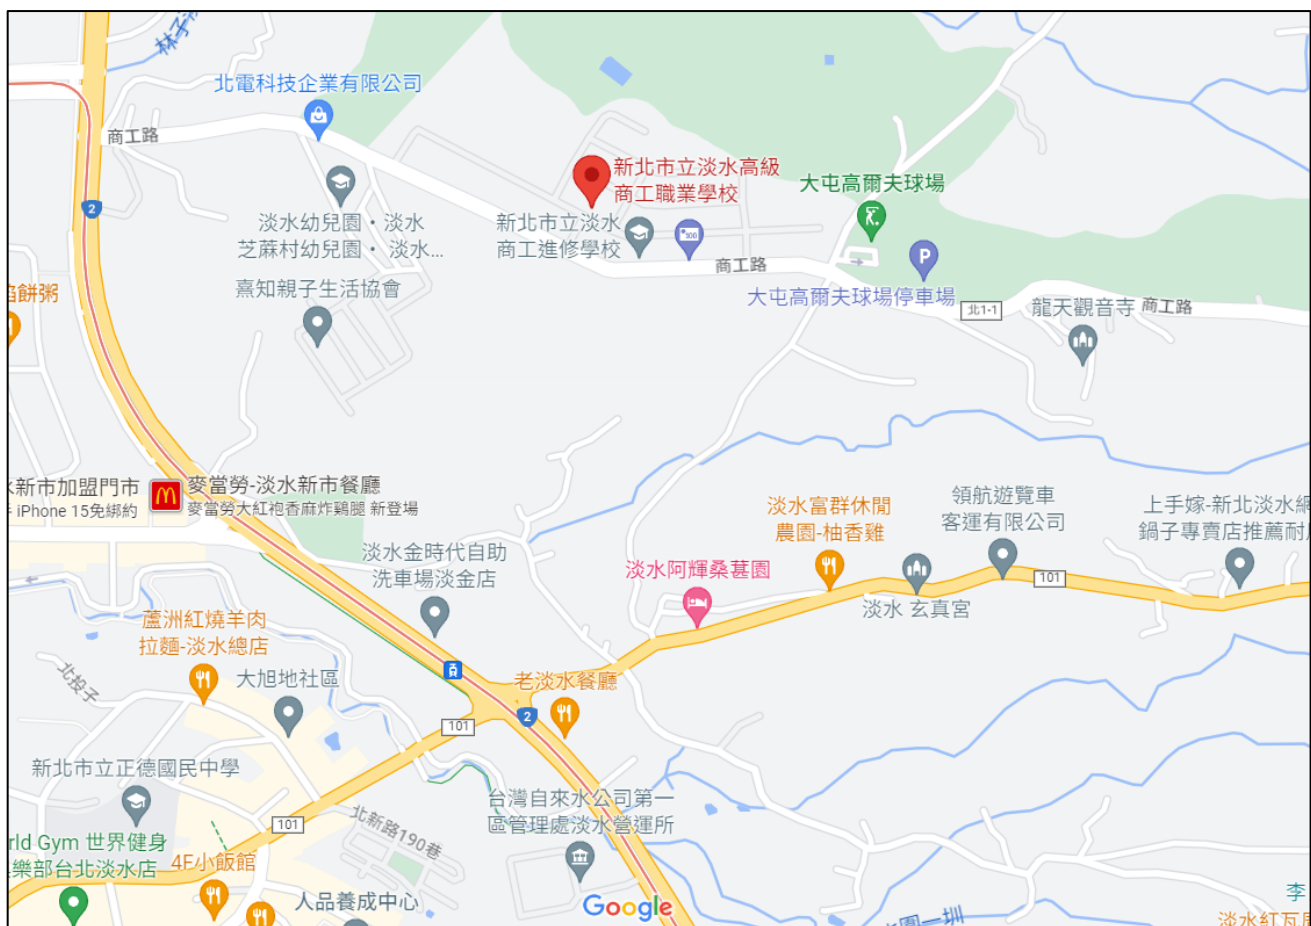 林子
北電科技企業有限公司
商工路
新北市立淡水高級
商工職業學校
大屯高爾夫球場
2
淡水幼兒園・淡水
芝蔴村幼兒園・淡水...
新北市立淡水
商工進修學校
商工路
P
大屯高爾夫球場停車場
熹知親子生活協會
餡餅粥
北1-1
龍天觀音寺
商工路
水新市加盟門市
iPhone 15免綁約
麥當勞-淡水新市餐廳
麥當勞大紅袍香麻炸雞腿 新登場
淡水富群休閒
農園-柚香雞
領航遊覽車
客運有限公司
上手嫁-新北淡水網
鍋子專賣店推薦耐
淡水金時代自助
洗車場淡金店
淡水阿輝桑葚園
101
淡水 玄真宮
蘆洲紅燒羊肉
拉麵-淡水總店
北投子
大旭地社區
老淡水餐廳
2
101
新北市立正德國民中學
台灣自來水公司第一
區管理處淡水營運所
101
北新路190巷
rld Gym 世界健身
樂部台北淡水店
4F小飯館
人品養成中心
Google
李
圳
淡水紅瓦